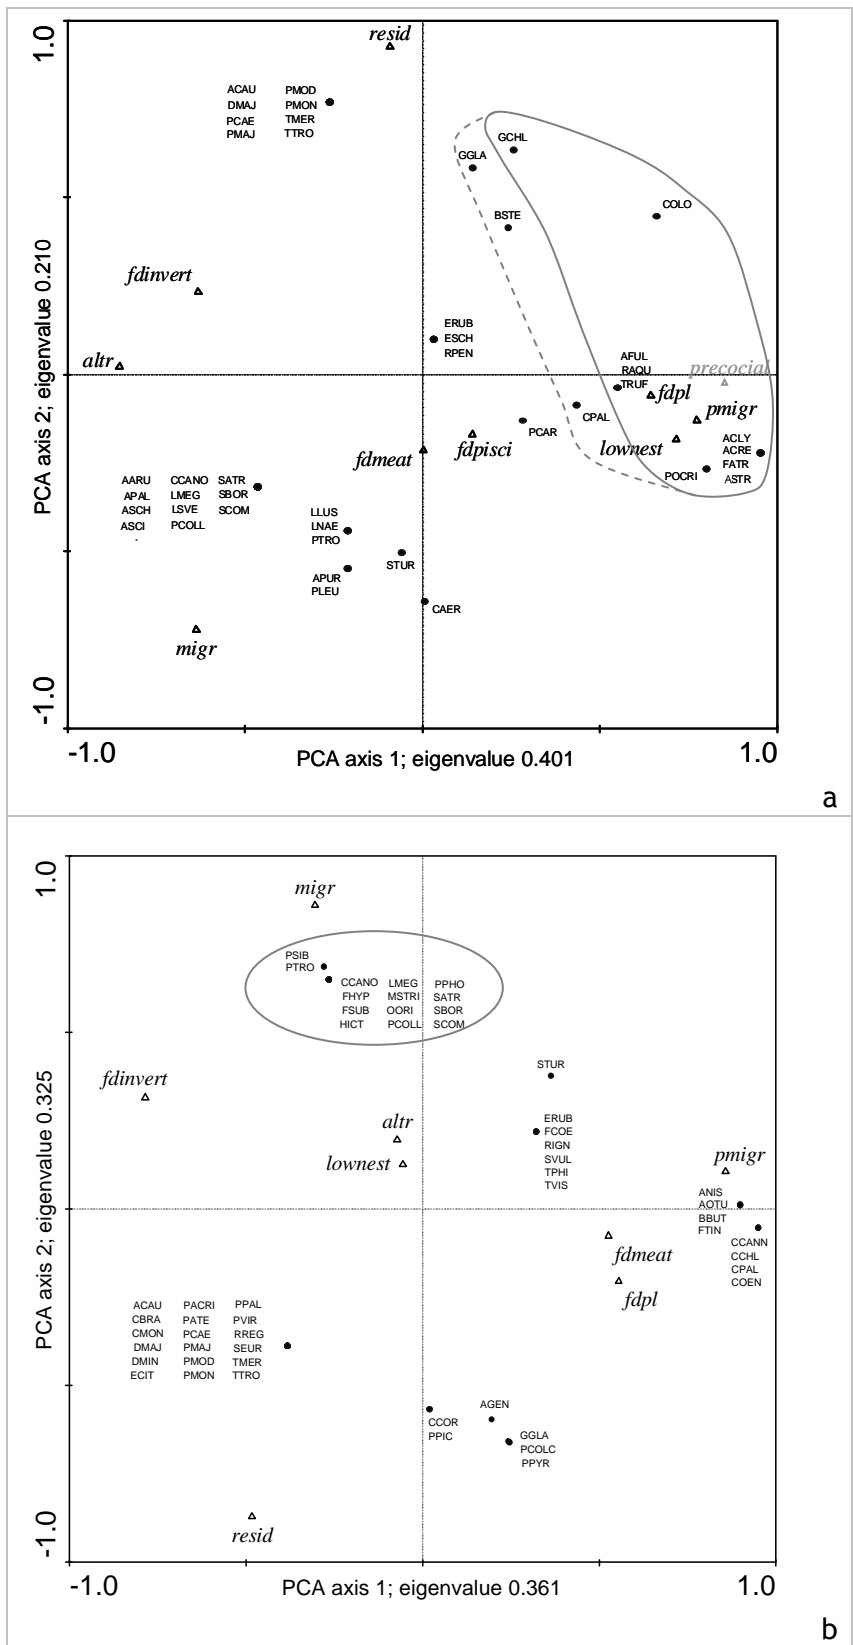 1.0
resid
ACAU PMOD
DMAJ PMON
PCAE TMER
PMAJ TTRO
GCHL
GGLA
COLO
BSTE
fdinvert
ERUB
ESCH
RPEN
altr
AFUL
RAQU
TRUF
precocial
fdpl
pmigr
CPAL
PCAR
lownest
fdpisci
fdmeat
ACLY
ACRE
FATR
ASTR
POCRI
AARU CCANO SATR
APAL LMEG SBOR
ASCH LSVE SCOM
ASCI PCOLL
LLUS
LNAE
PTRO
STUR
APUR
PLEU
CAER
migr
PCA axis 2; eigenvalue 0.210
-1.0
-1.0
PCA axis 1; eigenvalue 0.401
1.0
a
1.0
migr
PSIB
PTRO
CCANO LMEG PPHO
FHYP MSTRI SATR
FSUB OORI SBOR
HICT PCOLL SCOM
fdinvert
STUR
altr
lownest
ERUB
FCOE
RIGN
SVUL
TPHI
TVIS
pmigr
ANIS
AOTU
BBUT
FTIN
CCANN
CCHL
CPAL
COEN
fdmeat
fdpl
ACAU PACRI PPAL
CBRA PATE PVIR
CMON PCAE RREG
DMAJ PMAJ SEUR
DMIN PMOD TMER
ECIT PMON TTRO
AGEN
CCOR
PPIC
GGLA
PCOLC
PPYR
resid
PCA axis 2; eigenvalue 0.325
-1.0
-1.0
PCA axis 1; eigenvalue 0.361
1.0
b